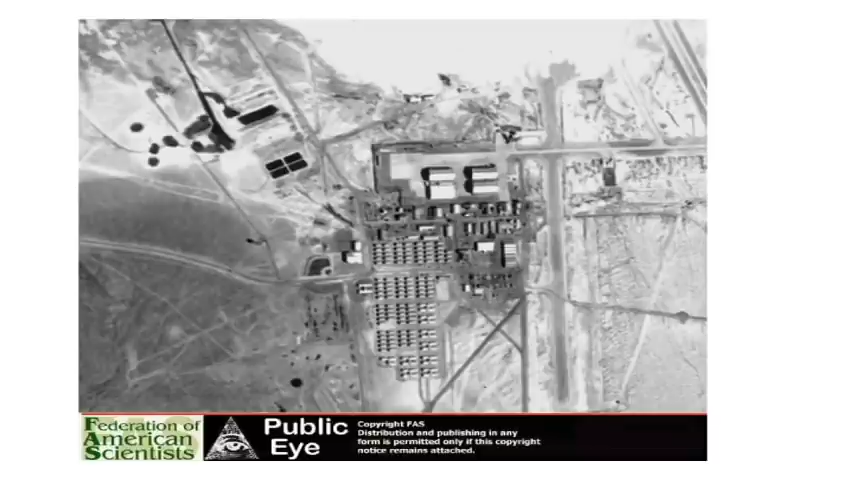 Federation of
American
Scientists
Public
Eye
Copyright FAS
Distribution and publishing in any
form is permitted only if this copyright
notice remains attached.